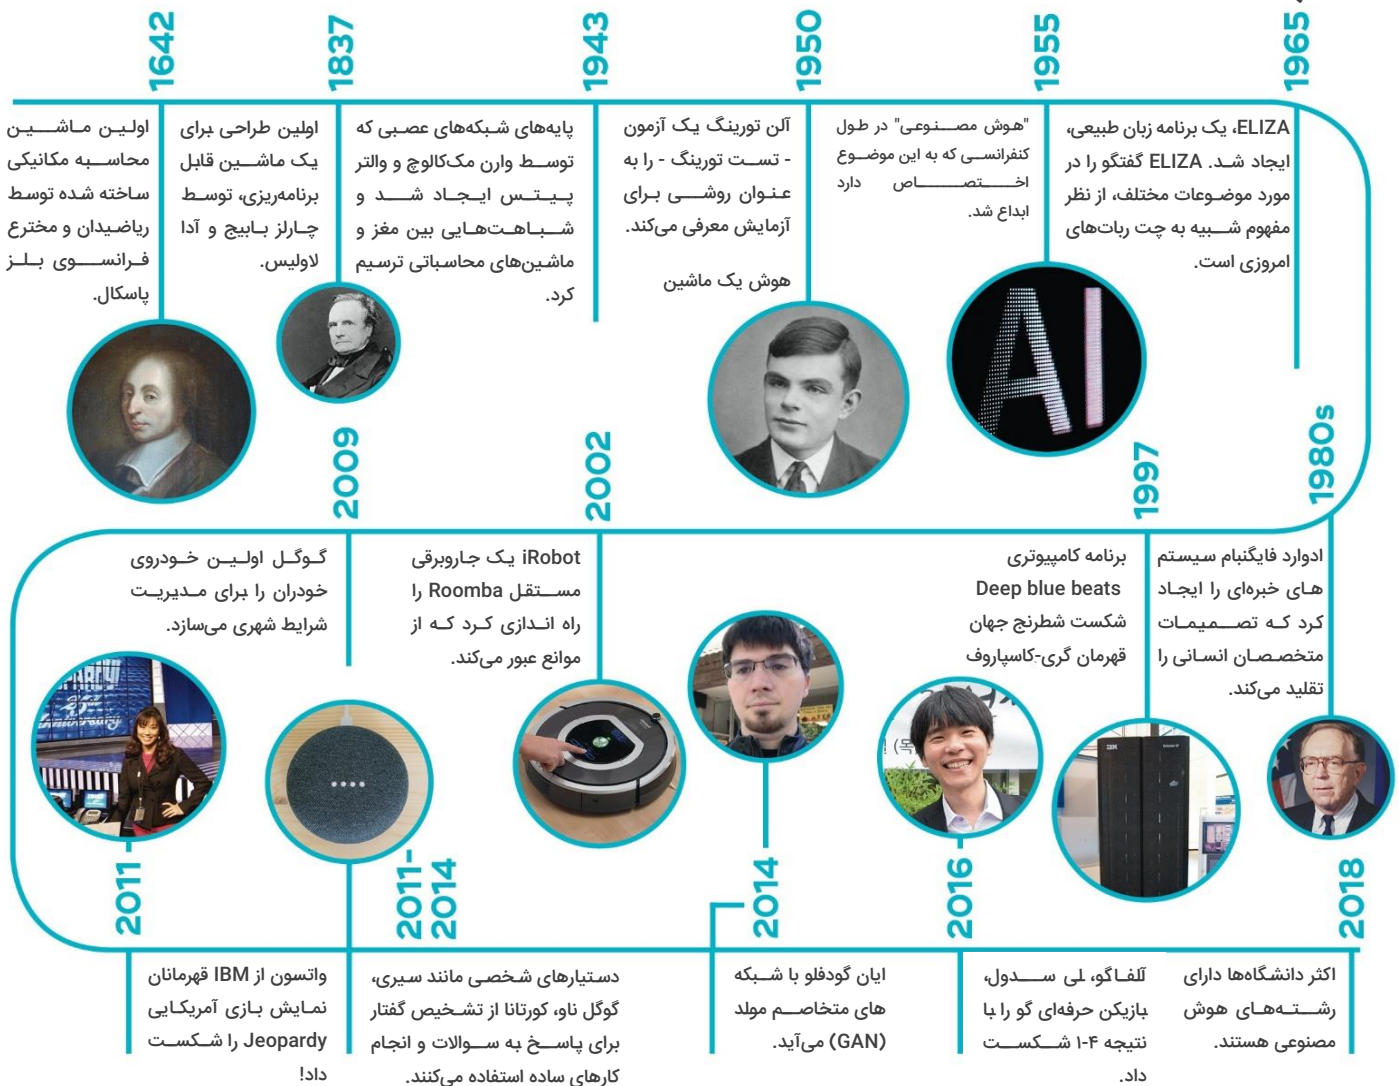 1642
اولین ماشین
محاسبه مکانیکی
ساخته شده توسط
ریاضیدان و مخترع
فرانسوی بلز
پاسکال.
1837
اولین طراحی برای
یک ماشین قابل
برنامه‌ریزی، توسط
چارلز بابیج و آدا
لاولیس.
1943
پایه‌های شبکه‌های عصبی که
توسط وارن مک‌کالوچ و والتر
پیتس ایجاد شد و
شباهت‌هایی بین مغز و
ماشین‌های محاسباتی ترسیم
کرد.
1950
آلن تورینگ یک آزمون
- تست تورینگ - را به
عنوان روشی برای
آزمایش معرفی می‌کند.
هوش یک ماشین
1955
"هوش مصنوعی" در طول
کنفرانسی که به این موضوع
اختصاص دارد
ابداع شد.
AI
1965
ELIZA، یک برنامه زبان طبیعی،
ایجاد شد. ELIZA گفتگو را در
مورد موضوعات مختلف، از نظر
مفهوم شبیه به چت ربات‌های
امروزی است.
1980s
ادوارد فایگنبام سیستم
های خبره‌ای را ایجاد
کرد که تصمیمات
متخصصان انسانی را
تقلید می‌کند.
1997
برنامه کامپیوتری
Deep blue beats
شکست شطرنج جهان
قهرمان گری-کاسپاروف
IBM
2002
iRobot یک جاروبرقی
مستقل Roomba را
راه اندازی کرد که از
موانع عبور می‌کند.
2009
گوگل اولین خودروی
خودران را برای مدیریت
شرایط شهری می‌سازد.
2011
واتسون از IBM قهرمانان
نمایش بازی آمریکایی
Jeopardy را شکست
داد!
2011-
2014
دستیارهای شخصی مانند سیری،
گوگل ناو، کورتانا از تشخیص گفتار
برای پاسخ به سوالات و انجام
کارهای ساده استفاده می‌کنند.
2014
ایان گودفلو با شبکه
های متخاصم مولد
(GAN) می‌آید.
2016
آلفاگو، لی سدول،
بازیکن حرفه‌ای گو را با
نتیجه ۴-۱ شکست
داد.
2018
اکثر دانشگاه‌ها دارای
رشته‌های هوش
مصنوعی هستند.